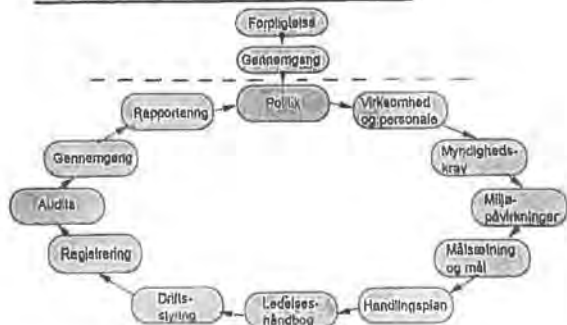 Forpligtelse
Gennemgang
Politik
Virksomhed
og personale
Myndigheds-
krav
Miljø-
påvirkninger
Målsætning
og mål
Handlingsplan
Ledelses-
håndbog
Drifts-
styring
Registrering
Audits
Gennemgang
Rapportering